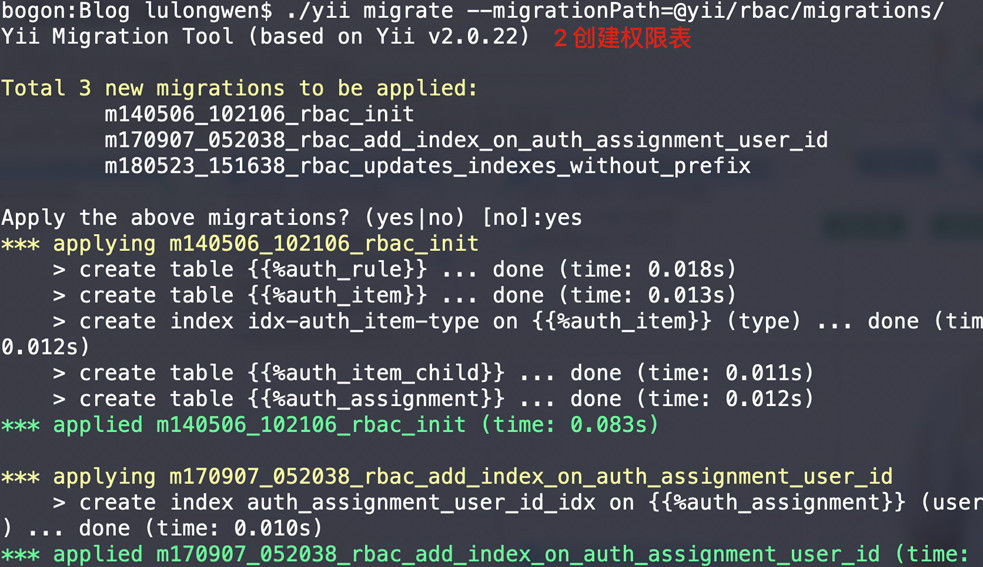 bogon:Blog lulongwen$ ./yii migrate --migrationPath=@yii/rbac/migrations/
Yii Migration Tool (based on Yii v2.0.22) 2创建权限表
Total 3 new migrations to be applied:
m140506_102106_rbac_init
m170907_052038_rbac_add_index_on_auth_assignment_user_id
m180523_151638_rbac_updates_indexes_without_prefix
Apply the above migrations? (yes|no) [no]:yes
*** applying m140506_102106_rbac_init
> create table {{%auth_rule}} ... done (time: 0.018s)
> create table {{%auth_item}} ... done (time: 0.013s)
> create index idx-auth_item-type on {{%auth_item}} (type) ... done (tim
0.012s)
> create table {{%auth_item_child}} ... done (time: 0.011s)
> create table {{%auth_assignment}} ... done (time: 0.012s)
*** applied m140506_102106_rbac_init (time: 0.083s)
*** applying m170907_052038_rbac_add_index_on_auth_assignment_user_id
> create index auth_assignment_user_id_idx on {{%auth_assignment}} (user
) ... done (time: 0.010s)
*** applied m170907_052038_rbac_add_index_on_auth_assignment_user_id (time: